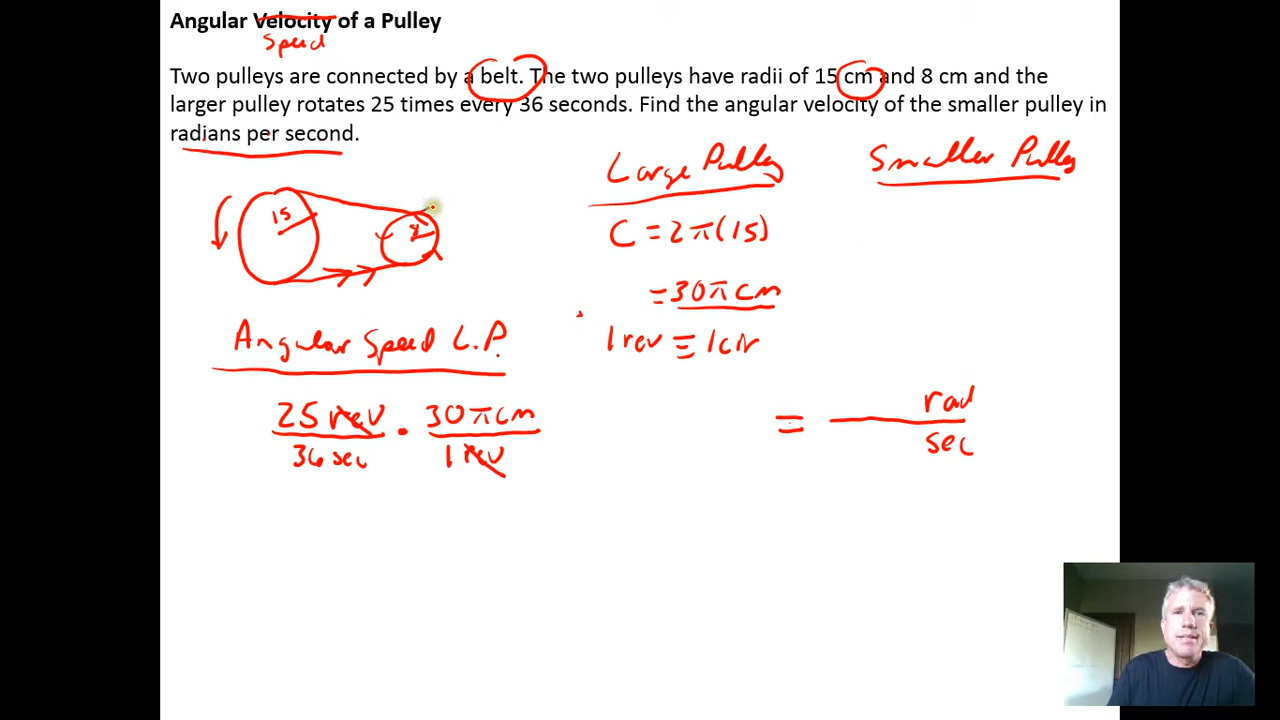 Angular Velocity of a Pulley
Speed
Two pulleys are connected by a belt. The two pulleys have radii of 15 cm and 8 cm and the
larger pulley rotates 25 times every 36 seconds. Find the angular velocity of the smaller pulley in
radians per second.
Large Pulley
Smaller Pulley
15
8
C = 2π(15)
= 30π cm
1 rev = 1 cir
Angular Speed L.P.
25 rev / 36 sec · 30π cm / 1 rev = rad / sec